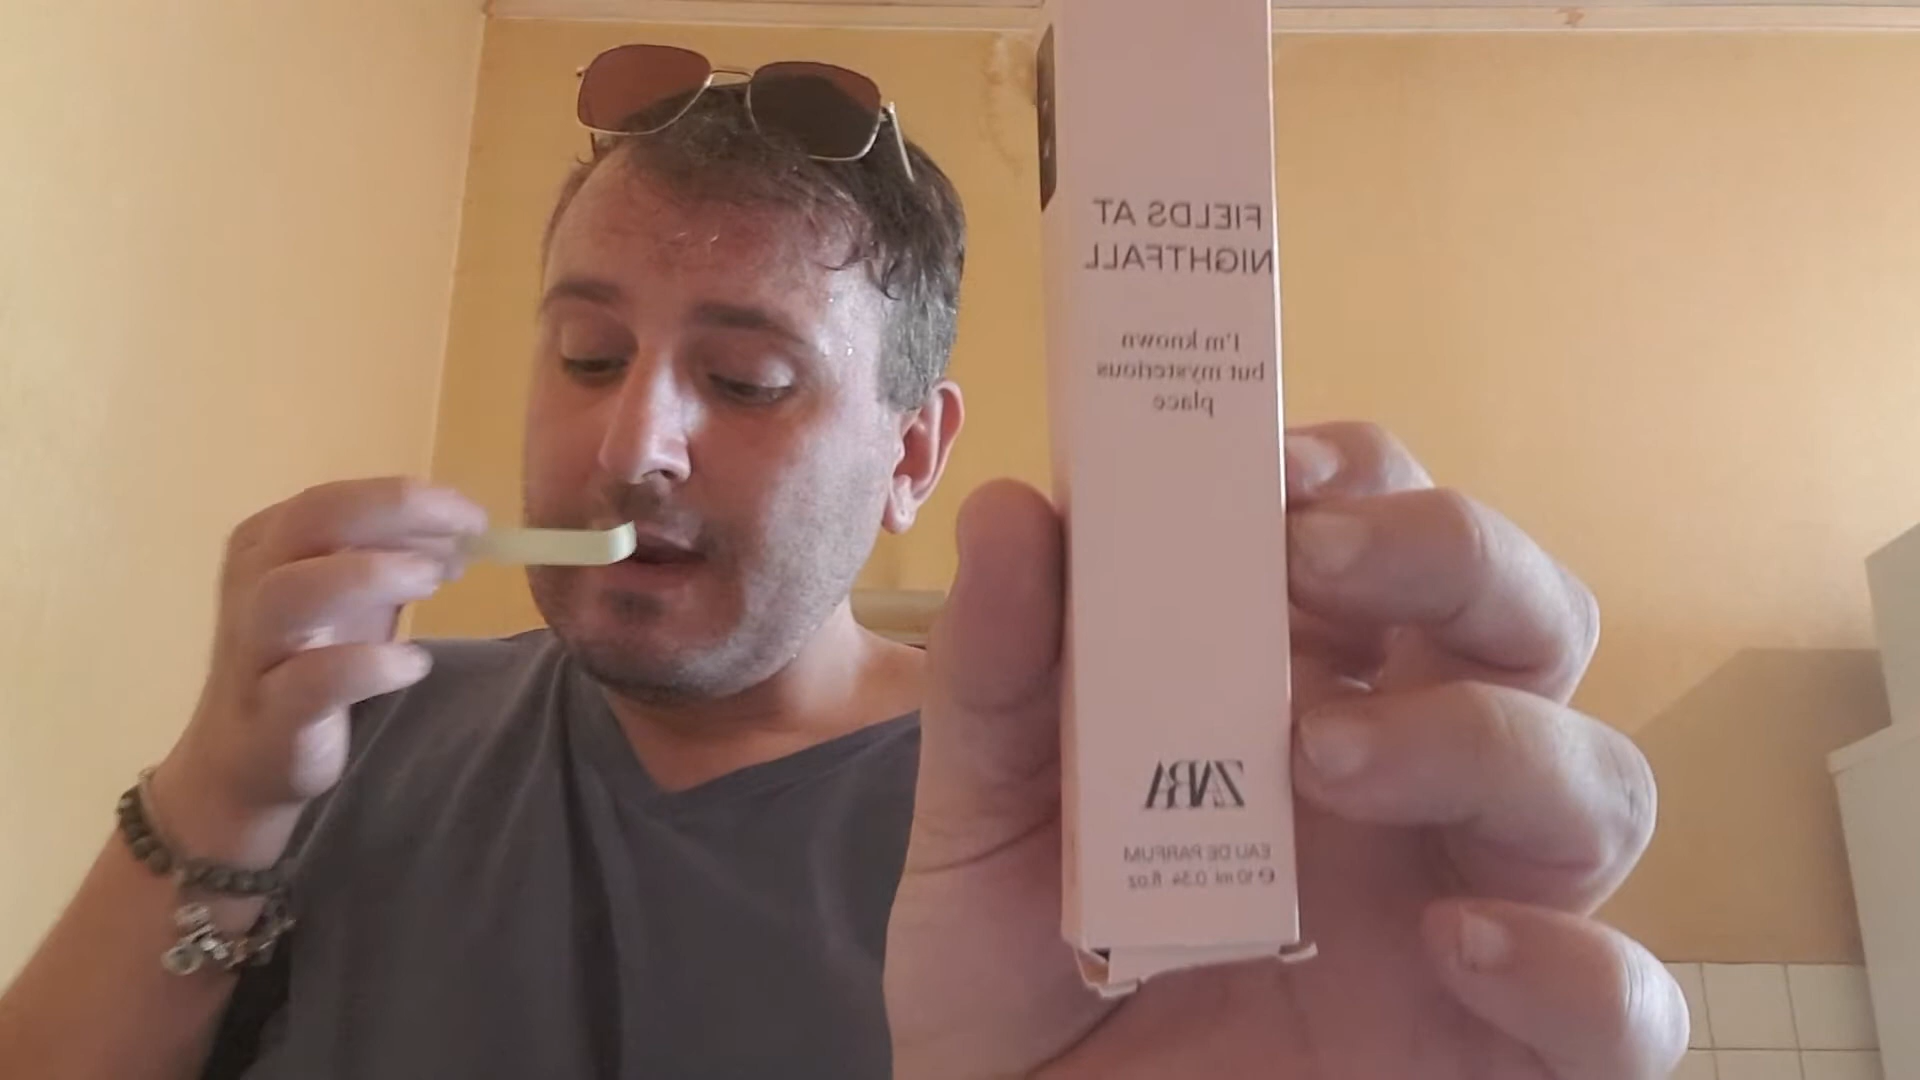 FIELDS AT
NIGHTFALL
I'm known
but mysterious
place
ZARA
EAU DE PARFUM
℮ 10 ml 0.34 fl.oz